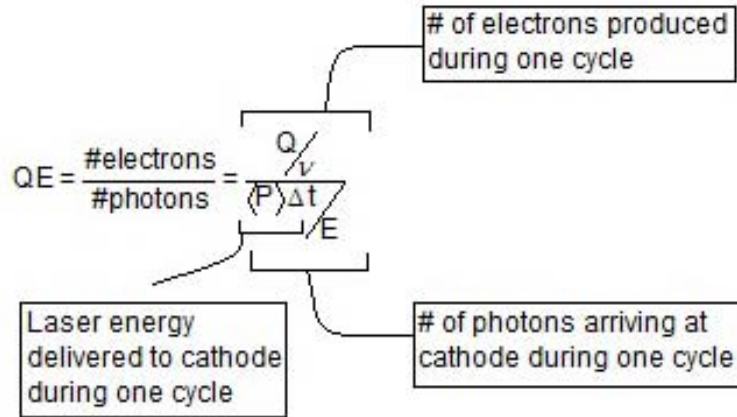 # of electrons produced
during one cycle
QE = #electrons / #photons = Q/ν / ⟨P⟩Δt/E
Laser energy
delivered to cathode
during one cycle
# of photons arriving at
cathode during one cycle